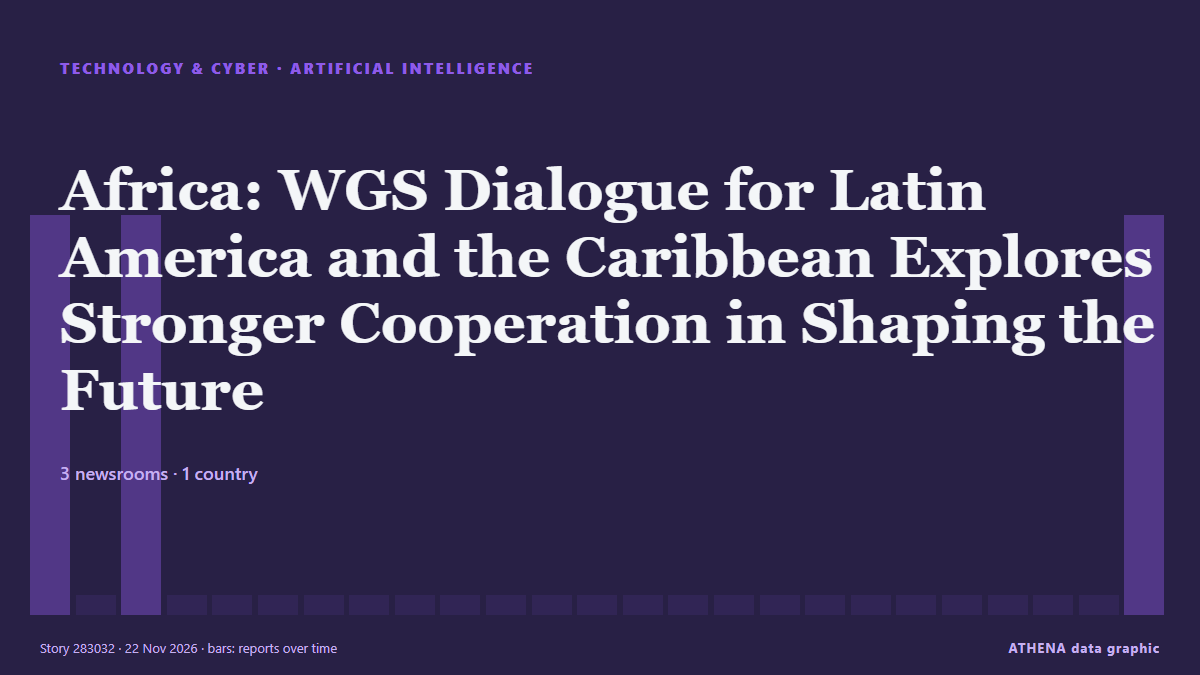 TECHNOLOGY & CYBER · ARTIFICIAL INTELLIGENCE
Africa: WGS Dialogue for Latin
America and the Caribbean Explores
Stronger Cooperation in Shaping the
Future
3 newsrooms · 1 country
Story 283032 · 22 Nov 2026 · bars: reports over time
ATHENA data graphic